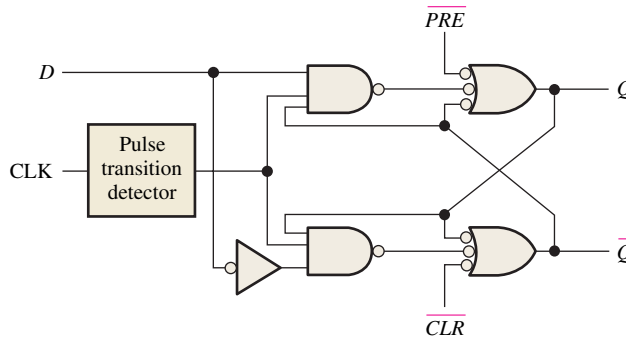 PRE
D
Q
Pulse
transition
detector
CLK
Q
CLR